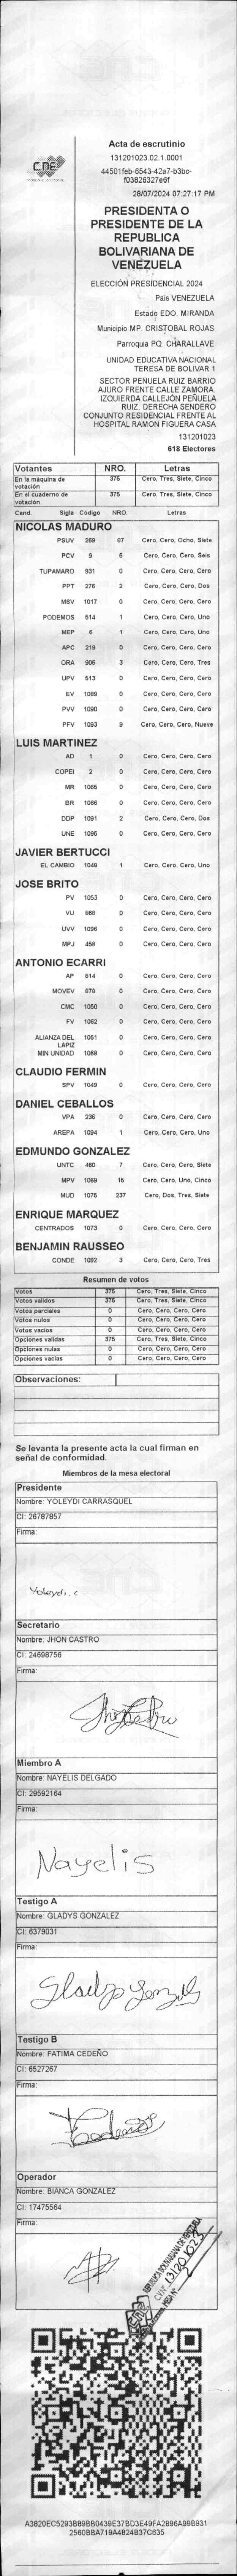 CNE
Acta de escrutinio
131201023.02.1.0001
44501feb-6543-42a7-b3bc-
f03826327e6f
28/07/2024 07:27:17 PM
PRESIDENTA O
PRESIDENTE DE LA
REPUBLICA
BOLIVARIANA DE
VENEZUELA
ELECCIÓN PRESIDENCIAL 2024
Pais VENEZUELA
Estado EDO. MIRANDA
Municipio MP. CRISTOBAL ROJAS
Parroquia PQ. CHARALLAVE
UNIDAD EDUCATIVA NACIONAL
TERESA DE BOLIVAR 1
SECTOR PENUELA RUIZ BARRIO
AJURO FRENTE CALLE ZAMORA.
IZQUIERDA CALLEJÓN PEÑUELA
RUIZ. DERECHA SENDERO
CONJUNTO RESIDENCIAL FRENTE AL
HOSPITAL RAMON FIGUERA CASA
131201023
618 Electores
Votantes NRO. Letras
En la máquina de votación 375 Cero, Tres, Siete, Cinco
En el cuaderno de votación 375 Cero, Tres, Siete, Cinco
Cand. Sigla Código NRO. Letras
NICOLAS MADURO
PSUV 269 87 Cero, Cero, Ocho, Siete
PCV 9 6 Cero, Cero, Cero, Seis
TUPAMARO 931 0 Cero, Cero, Cero, Cero
PPT 276 2 Cero, Cero, Cero, Dos
MSV 1017 0 Cero, Cero, Cero, Cero
PODEMOS 514 1 Cero, Cero, Cero, Uno
MEP 6 1 Cero, Cero, Cero, Uno
APC 219 0 Cero, Cero, Cero, Cero
ORA 906 3 Cero, Cero, Cero, Tres
UPV 513 0 Cero, Cero, Cero, Cero
EV 1089 0 Cero, Cero, Cero, Cero
PVV 1090 0 Cero, Cero, Cero, Cero
PFV 1093 9 Cero, Cero, Cero, Nueve
LUIS MARTINEZ
AD 1 0 Cero, Cero, Cero, Cero
COPEI 2 0 Cero, Cero, Cero, Cero
MR 1065 0 Cero, Cero, Cero, Cero
BR 1066 0 Cero, Cero, Cero, Cero
DDP 1091 2 Cero, Cero, Cero, Dos
UNE 1095 0 Cero, Cero, Cero, Cero
JAVIER BERTUCCI
EL CAMBIO 1048 1 Cero, Cero, Cero, Uno
JOSE BRITO
PV 1053 0 Cero, Cero, Cero, Cero
VU 968 0 Cero, Cero, Cero, Cero
UVV 1096 0 Cero, Cero, Cero, Cero
MPJ 458 0 Cero, Cero, Cero, Cero
ANTONIO ECARRI
AP 814 0 Cero, Cero, Cero, Cero
MOVEV 878 0 Cero, Cero, Cero, Cero
CMC 1050 0 Cero, Cero, Cero, Cero
FV 1062 0 Cero, Cero, Cero, Cero
ALIANZA DEL LAPIZ 1051 0 Cero, Cero, Cero, Cero
MIN UNIDAD 1088 0 Cero, Cero, Cero, Cero
CLAUDIO FERMIN
SPV 1049 0 Cero, Cero, Cero, Cero
DANIEL CEBALLOS
VPA 236 0 Cero, Cero, Cero, Cero
AREPA 1094 1 Cero, Cero, Cero, Uno
EDMUNDO GONZALEZ
UNTC 460 7 Cero, Cero, Cero, Siete
MPV 1069 15 Cero, Cero, Uno, Cinco
MUD 1075 237 Cero, Dos, Tres, Siete
ENRIQUE MARQUEZ
CENTRADOS 1073 0 Cero, Cero, Cero, Cero
BENJAMIN RAUSSEO
CONDE 1092 3 Cero, Cero, Cero, Tres
Resumen de votos
Votos 375 Cero, Tres, Siete, Cinco
Votos validos 375 Cero, Tres, Siete, Cinco
Votos parciales 0 Cero, Cero, Cero, Cero
Votos nulos 0 Cero, Cero, Cero, Cero
Votos vacios 0 Cero, Cero, Cero, Cero
Opciones validas 375 Cero, Tres, Siete, Cinco
Opciones nulas 0 Cero, Cero, Cero, Cero
Opciones vacias 0 Cero, Cero, Cero, Cero
Observaciones:
Se levanta la presente acta la cual firman en
señal de conformidad.
Miembros de la mesa electoral
Presidente
Nombre: YOLEYDI CARRASQUEL
CI: 26787857
Firma:
Yoleydi. c
Secretario
Nombre: JHON CASTRO
CI: 24698756
Firma:
Miembro A
Nombre: NAYELIS DELGADO
CI: 29592164
Firma:
Nayelis
Testigo A
Nombre: GLADYS GONZALEZ
CI: 6379031
Firma:
Gladys Gonzalez
Testigo B
Nombre: FATIMA CEDEÑO
CI: 6527267
Firma:
Operador
Nombre: BIANCA GONZALEZ
CI: 17475564
Firma:
REPUBLICA BOLIVARIANA DE VENEZUELA
131201023
A3620EC5293B89BB0439E37BD3E49FA2896A99B931
2560BBA719A4824B37C635